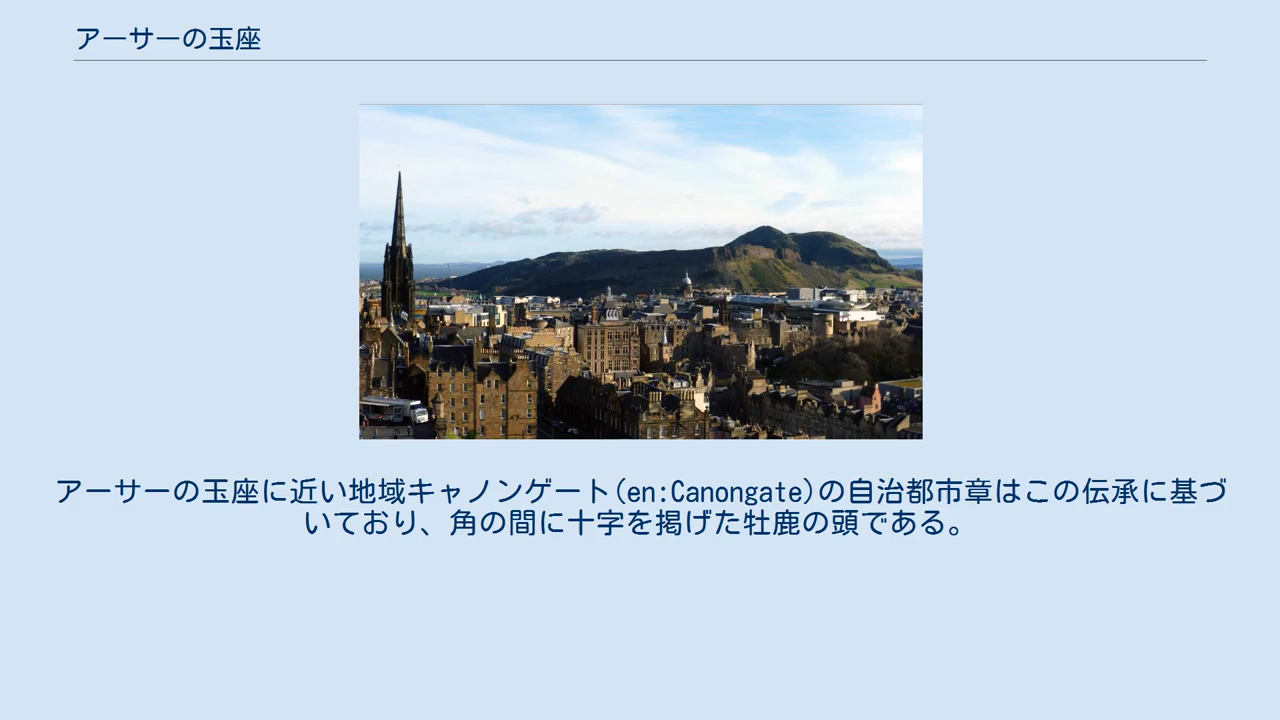 アーサーの玉座
アーサーの玉座に近い地域キャノンゲート(en:Canongate)の自治都市章はこの伝承に基づ
いており、角の間に十字を掲げた牡鹿の頭である。